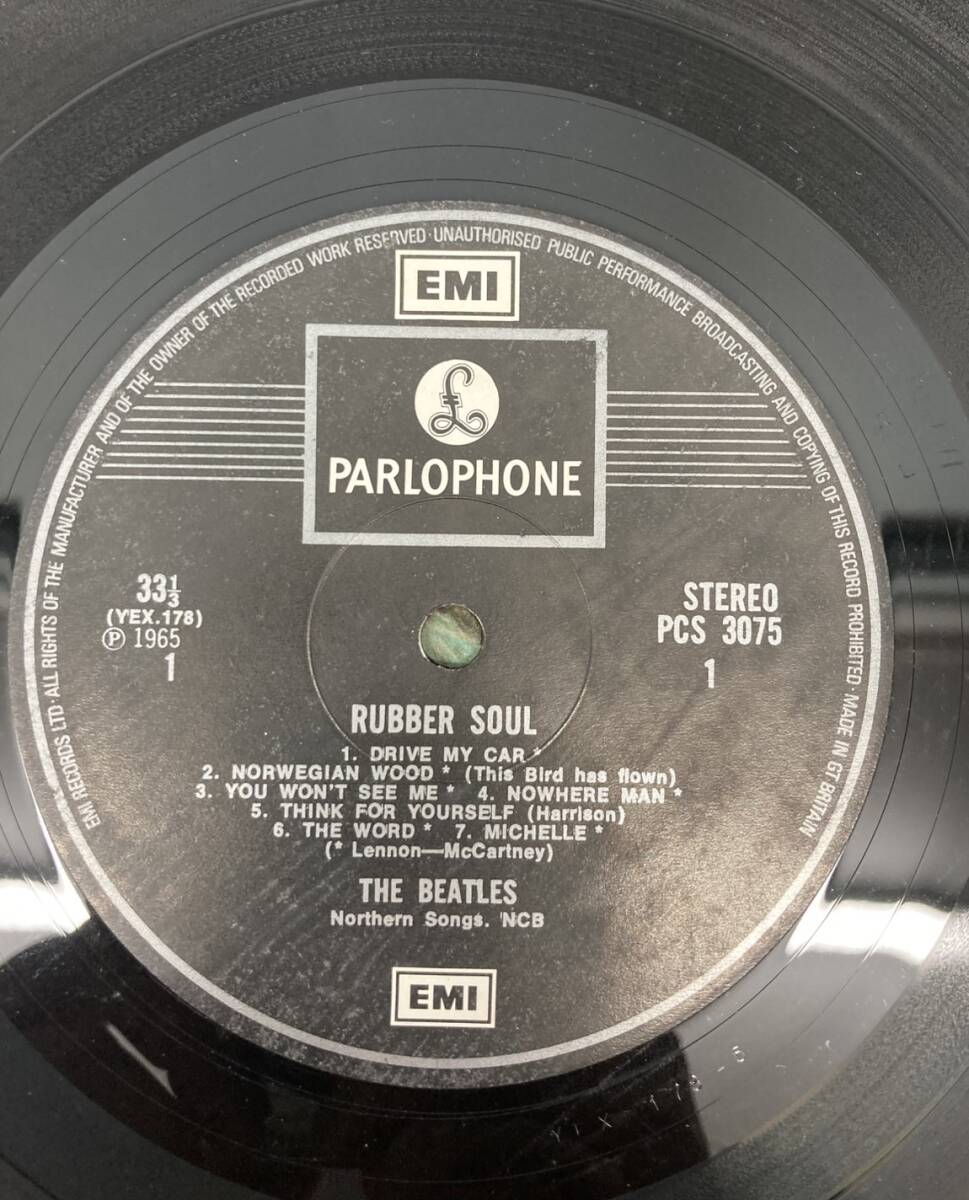 EMI RECORDS LTD · ALL RIGHTS OF THE MANUFACTURER AND OF THE OWNER OF THE RECORDED WORK RESERVED · UNAUTHORISED PUBLIC PERFORMANCE BROADCASTING AND COPYING OF THIS RECORD PROHIBITED · MADE IN GT BRITAIN
EMI
£
PARLOPHONE
33⅓
(YEX.178)
℗ 1965
1
STEREO
PCS 3075
1
RUBBER SOUL
1. DRIVE MY CAR*
2. NORWEGIAN WOOD * (This Bird has flown)
3. YOU WON'T SEE ME * 4. NOWHERE MAN *
5. THINK FOR YOURSELF (Harrison)
6. THE WORD * 7. MICHELLE *
(* Lennon—McCartney)
THE BEATLES
Northern Songs. 'NCB
EMI